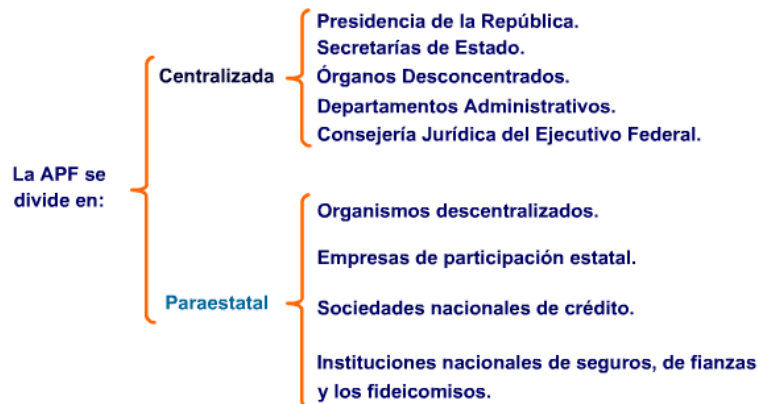 La APF se
divide en:
Centralizada
Presidencia de la República.
Secretarías de Estado.
Órganos Desconcentrados.
Departamentos Administrativos.
Consejería Jurídica del Ejecutivo Federal.
Paraestatal
Organismos descentralizados.
Empresas de participación estatal.
Sociedades nacionales de crédito.
Instituciones nacionales de seguros, de fianzas
y los fideicomisos.